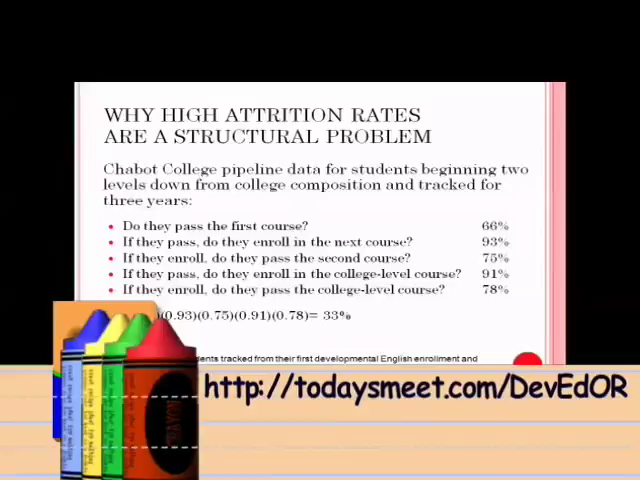 WHY HIGH ATTRITION RATES
ARE A STRUCTURAL PROBLEM
Chabot College pipeline data for students beginning two
levels down from college composition and tracked for
three years:
• Do they pass the first course? 66%
• If they pass, do they enroll in the next course? 93%
• If they enroll, do they pass the second course? 75%
• If they pass, do they enroll in the college-level course? 91%
• If they enroll, do they pass the college-level course? 78%
)(0.93)(0.75)(0.91)(0.78)= 33%
tracked from their first developmental English enrollment and
http://todaysmeet.com/DevEdOR